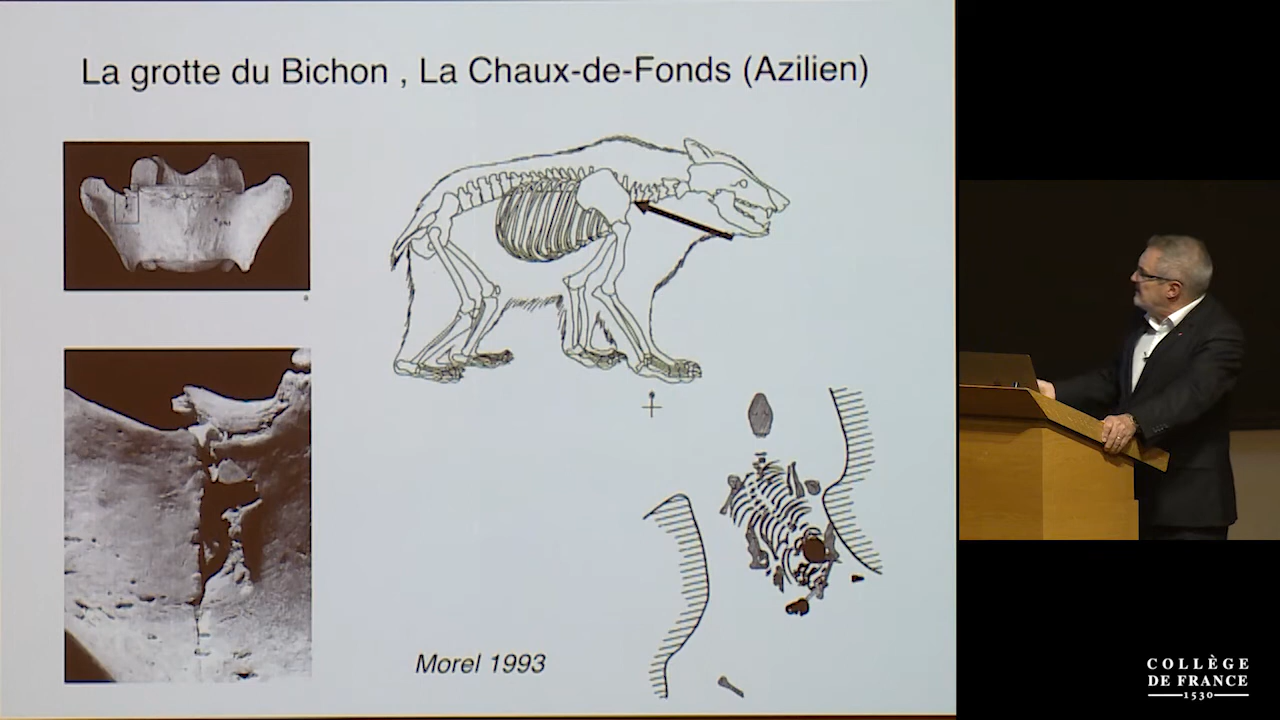 La grotte du Bichon , La Chaux-de-Fonds (Azilien)
Morel 1993
COLLÈGE
DE FRANCE
1530